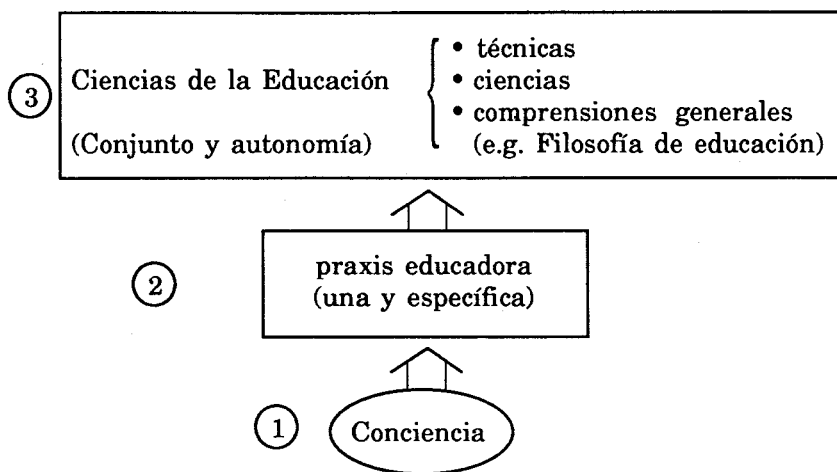 ③
Ciencias de la Educación
(Conjunto y autonomía)
• técnicas
• ciencias
• comprensiones generales
(e.g. Filosofía de educación)
②
praxis educadora
(una y específica)
①
Conciencia